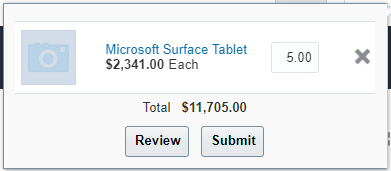 Microsoft Surface Tablet
$2,341.00 Each
5.00
Total $11,705.00
Review Submit